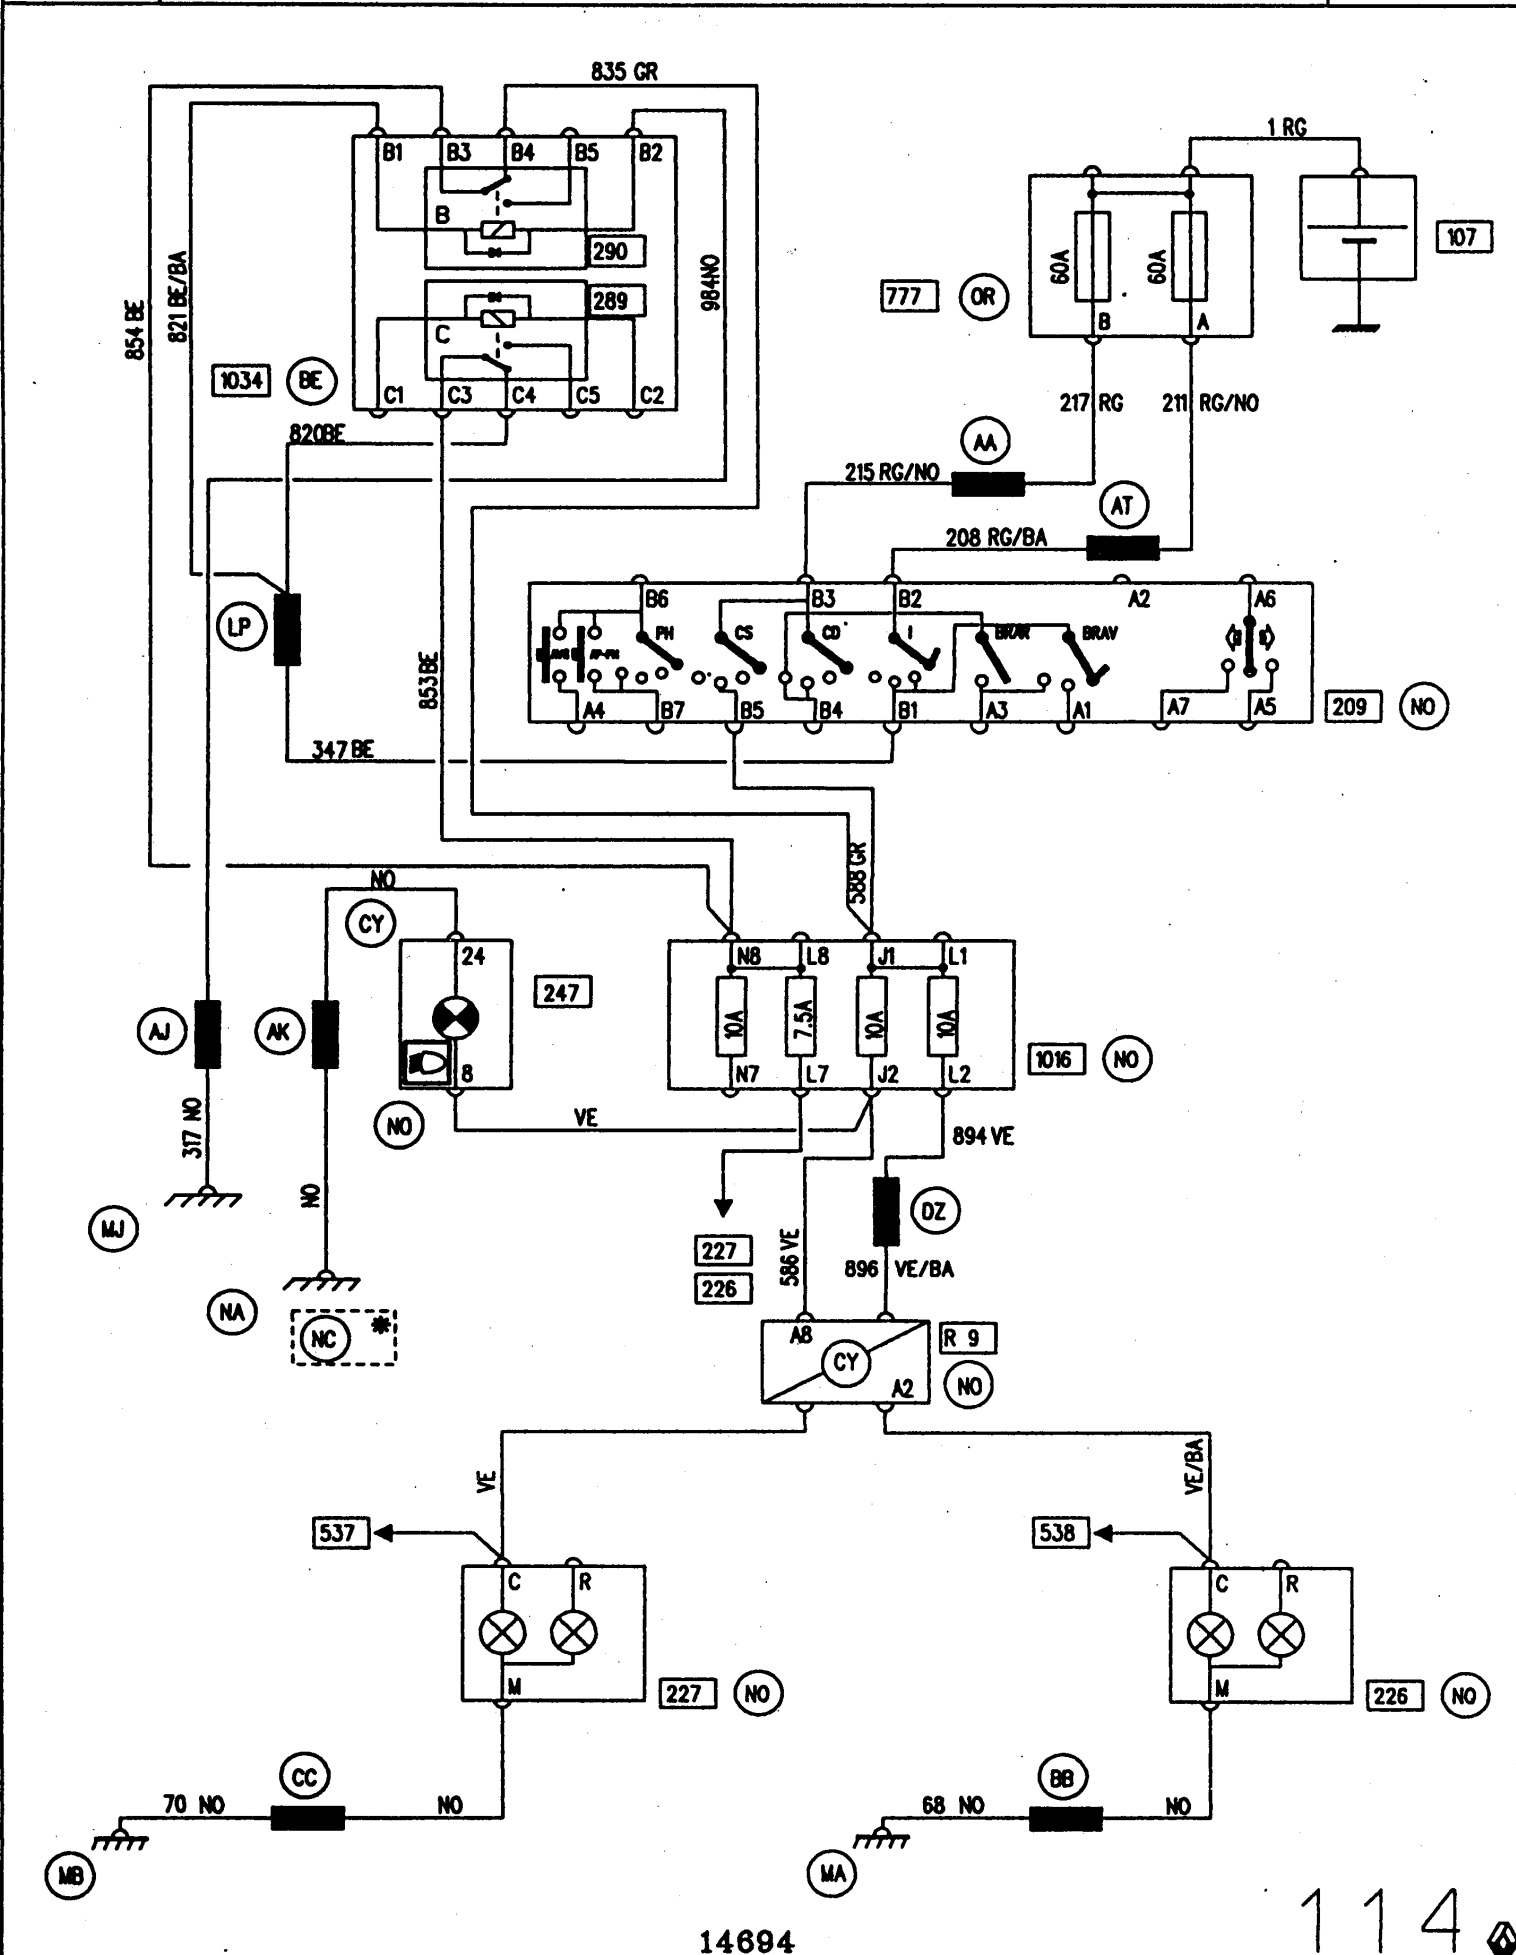 835 GR
1 RG
B1 B3 B4 B5 B2
B
290
107
854 BE
821 BE/BA
984NO
60A
60A
777
OR
289
C
B A
1034
BE
C1 C3 C4 C5 C2
217 RG
211 RG/NO
820BE
AA
215 RG/NO
AT
208 RG/BA
B6 B3 B2 A2 A6
LP
PH CS CD I BRAR BRAV
853BE
A4 B7 B5 B4 B1 A3 A1 A7 A5
209
NO
347 BE
588 GR
NO
CY
24
N8 L8 J1 L1
247
10A
7.5A
10A
10A
AJ
AK
1016
NO
8
N7 L7 J2 L2
317 NO
NO
VE
894 VE
NO
DZ
MJ
227
586 VE
896 VE/BA
226
NA
NC *
A8
R 9
CY
A2
NO
VE
VE/BA
537
538
C R
C R
M
M
227
NO
226
NO
CC
BB
70 NO
NO
68 NO
NO
MB
MA
114
14694